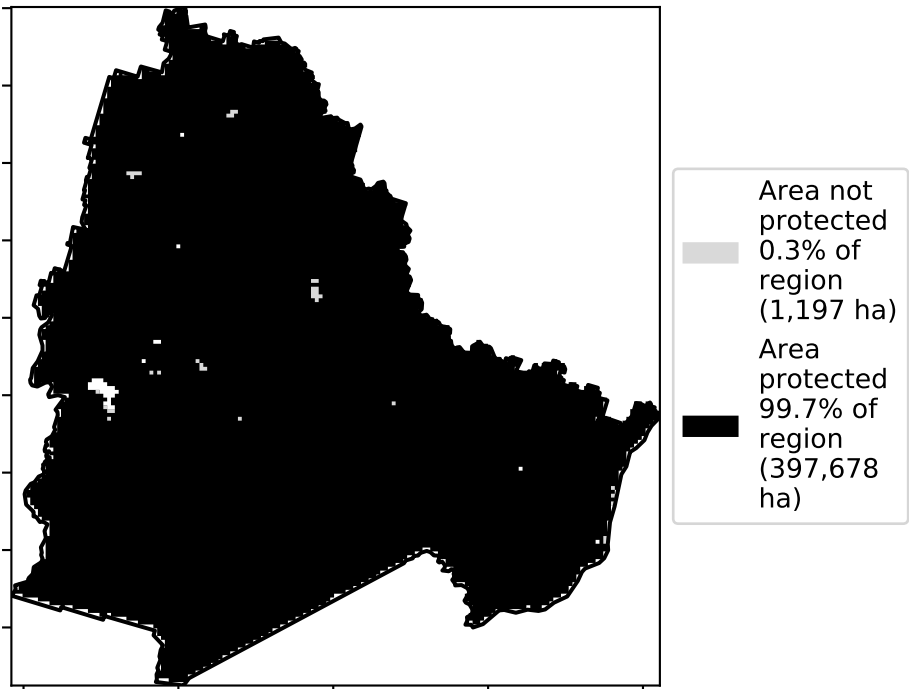 Area not
protected
0.3% of
region
(1,197 ha)
Area
protected
99.7% of
region
(397,678
ha)